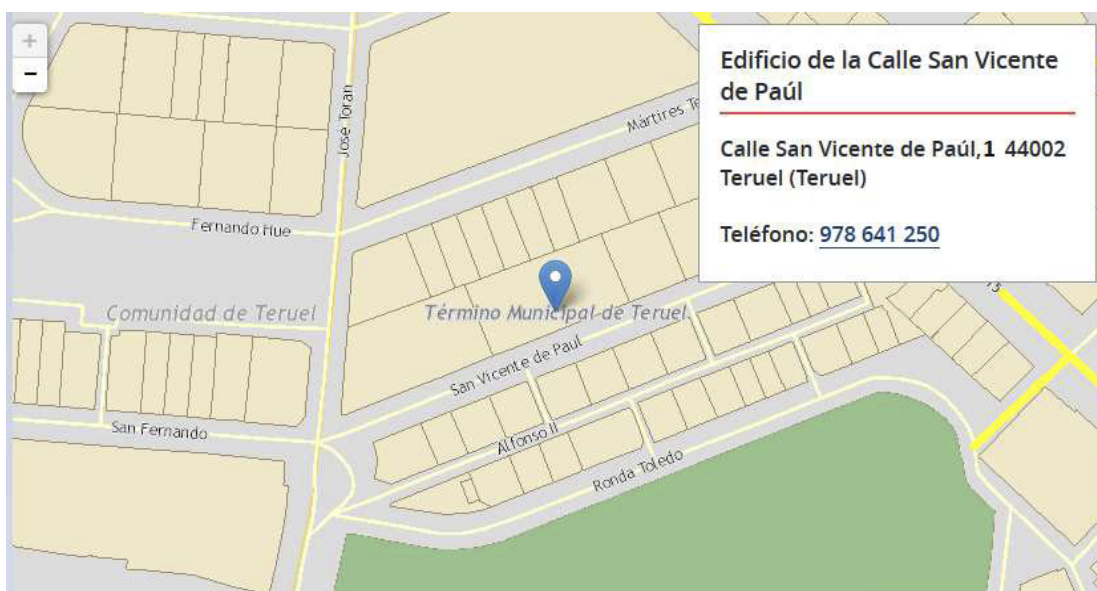 +
-
Edificio de la Calle San Vicente
de Paúl
Calle San Vicente de Paúl,1 44002
Teruel (Teruel)
Teléfono: 978 641 250
José Torán
Mártires
Fernando Hue
Comunidad de Teruel
Término Municipal de Teruel.
San Vicente de Paul
San Fernando
Alfonso II
Ronda Toledo